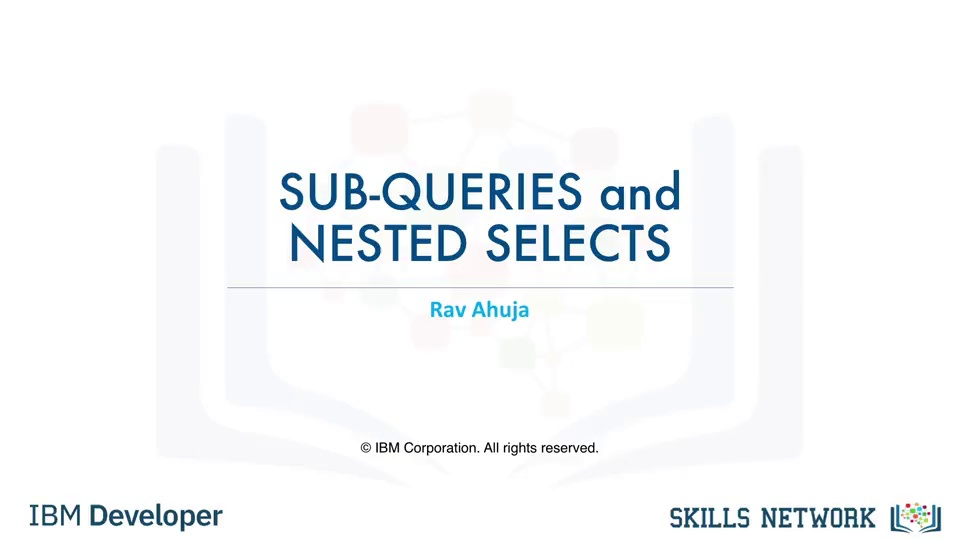 SUB-QUERIES and
NESTED SELECTS
Rav Ahuja
© IBM Corporation. All rights reserved.
IBM Developer
SKILLS NETWORK